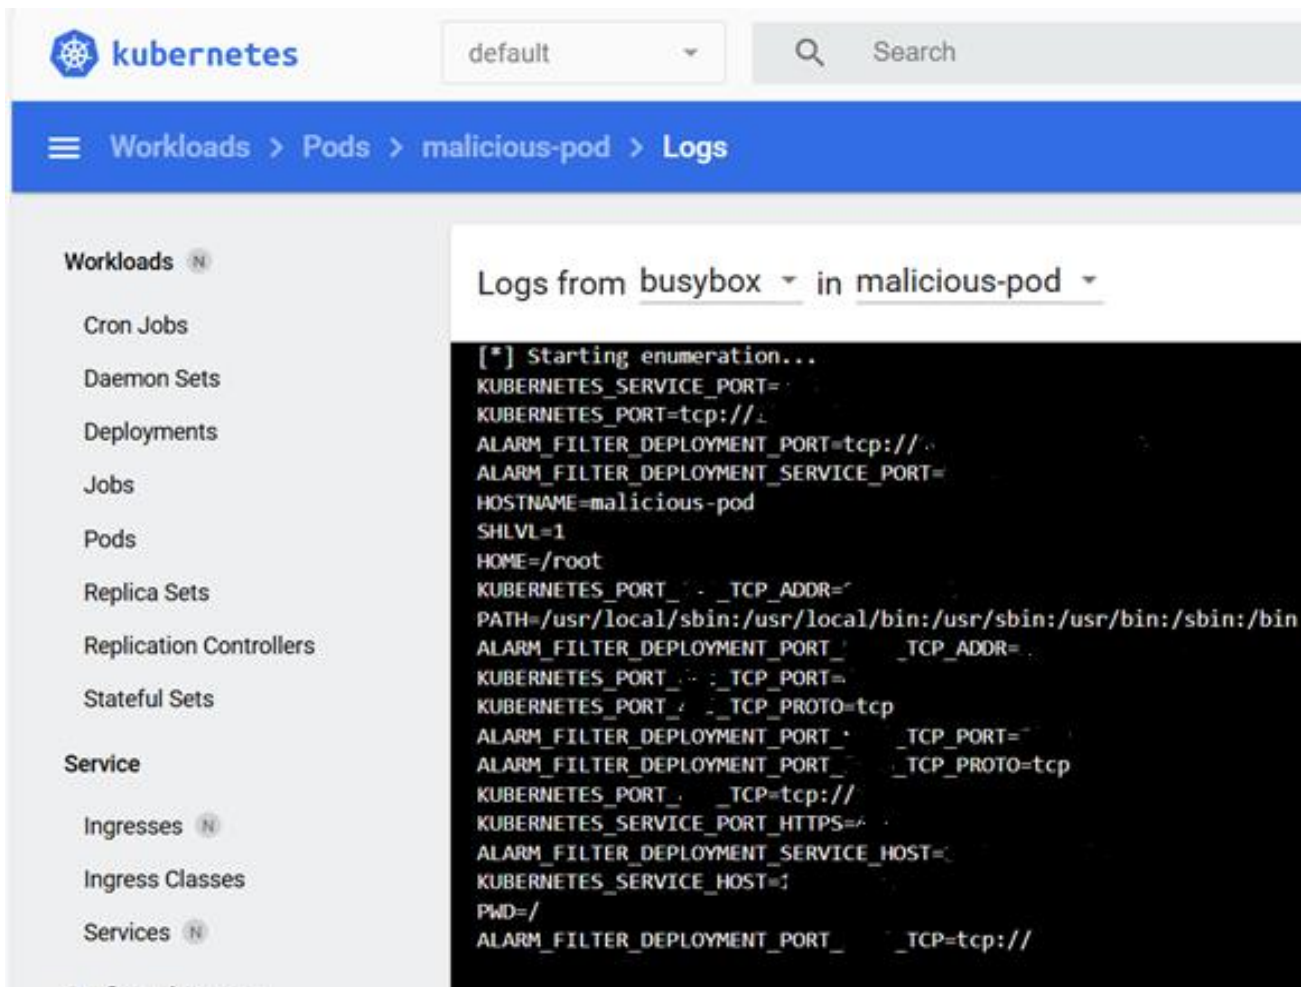 kubernetes
default
Search
Workloads > Pods > malicious-pod > Logs
Workloads N
Cron Jobs
Daemon Sets
Deployments
Jobs
Pods
Replica Sets
Replication Controllers
Stateful Sets
Service
Ingresses N
Ingress Classes
Services N
Logs from busybox in malicious-pod
[*] Starting enumeration...
KUBERNETES_SERVICE_PORT=
KUBERNETES_PORT=tcp://
ALARM_FILTER_DEPLOYMENT_PORT=tcp://
ALARM_FILTER_DEPLOYMENT_SERVICE_PORT=
HOSTNAME=malicious-pod
SHLVL=1
HOME=/root
KUBERNETES_PORT_ _TCP_ADDR=
PATH=/usr/local/sbin:/usr/local/bin:/usr/sbin:/usr/bin:/sbin:/bin
ALARM_FILTER_DEPLOYMENT_PORT_ _TCP_ADDR=
KUBERNETES_PORT_ _TCP_PORT=
KUBERNETES_PORT_ _TCP_PROTO=tcp
ALARM_FILTER_DEPLOYMENT_PORT_ _TCP_PORT=
ALARM_FILTER_DEPLOYMENT_PORT_ _TCP_PROTO=tcp
KUBERNETES_PORT_ _TCP=tcp://
KUBERNETES_SERVICE_PORT_HTTPS=
ALARM_FILTER_DEPLOYMENT_SERVICE_HOST=
KUBERNETES_SERVICE_HOST=
PWD=/
ALARM_FILTER_DEPLOYMENT_PORT_ _TCP=tcp://